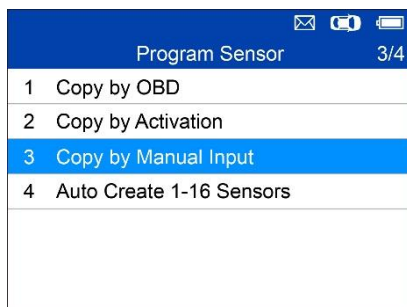 Program Sensor 3/4
1 Copy by OBD
2 Copy by Activation
3 Copy by Manual Input
4 Auto Create 1-16 Sensors